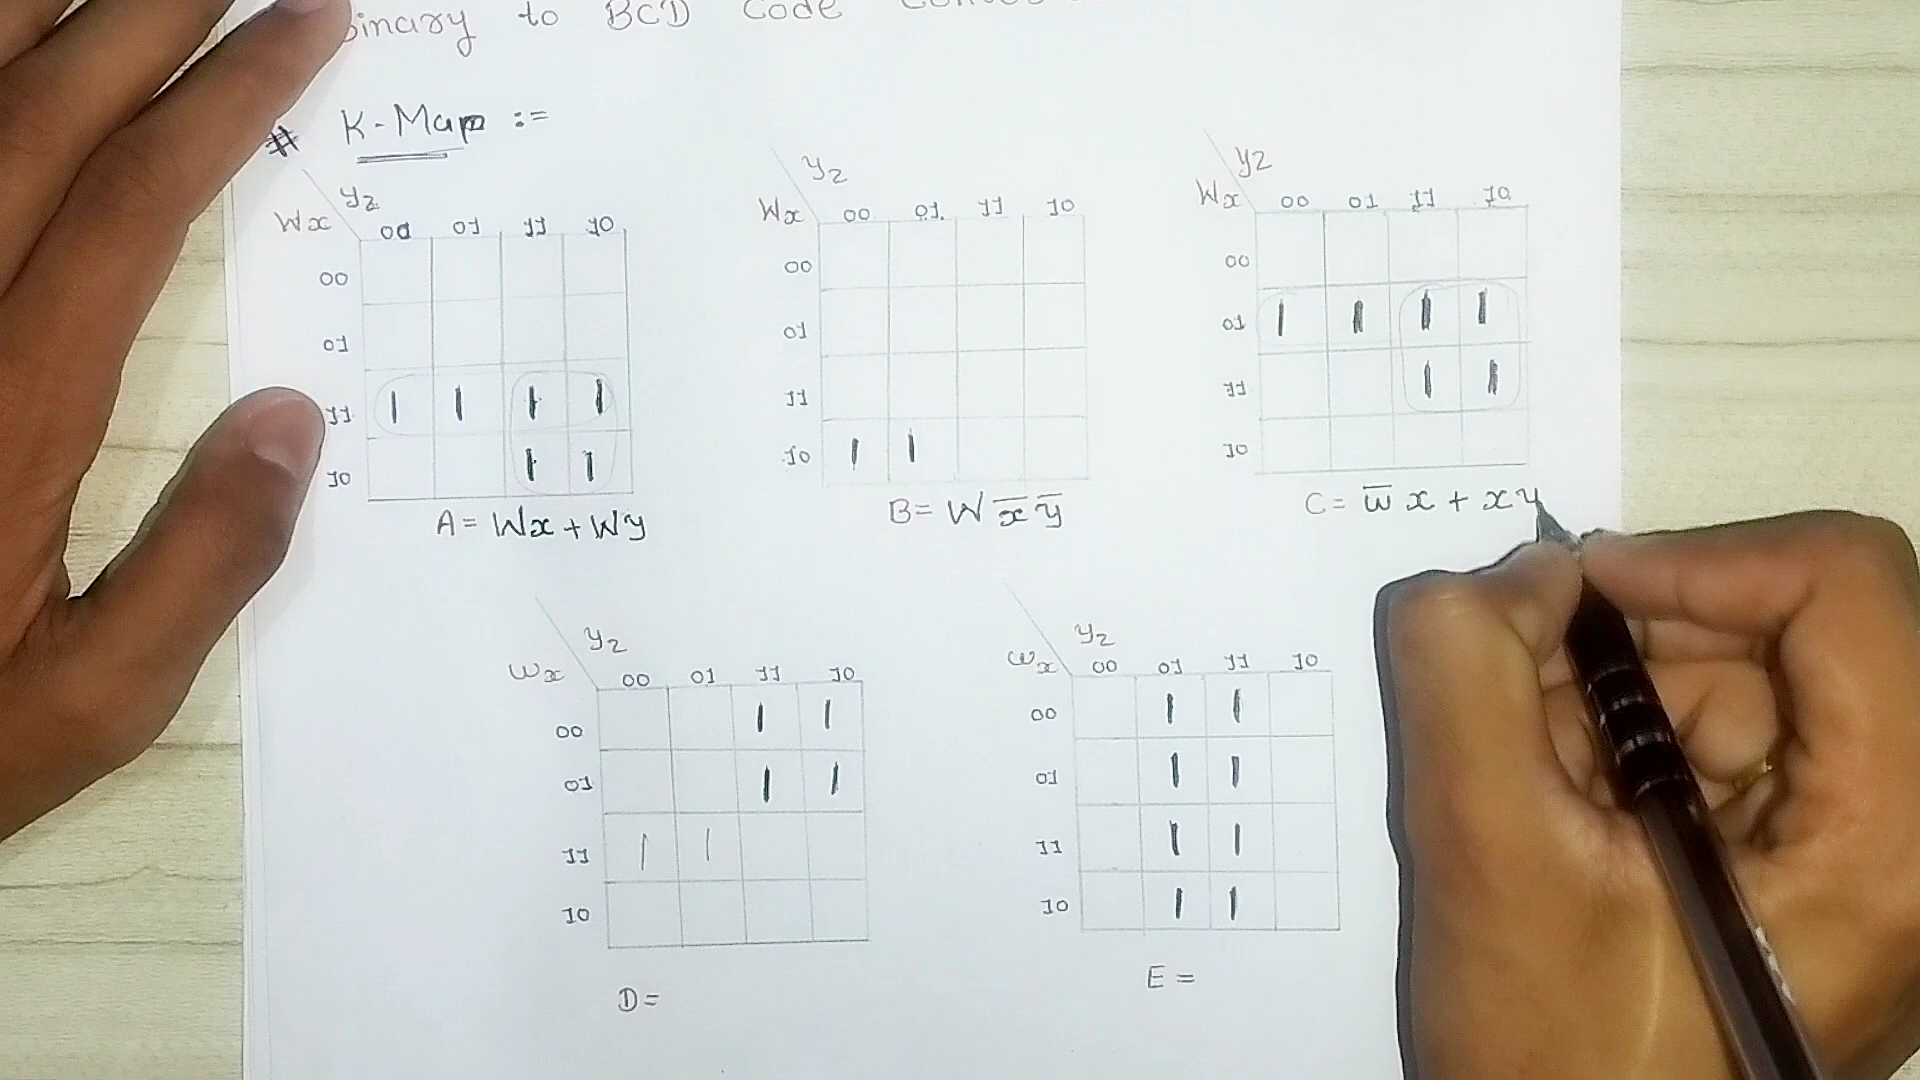 to BCD Code
# K-Map :=
yz
Wx 00 01 11 10
00
01
11 1 1 1 1
10 1 1
A = Wx + Wy
yz
Wx 00 01 11 10
00
01
11
10 1 1
B = W x̅ y̅
yz
Wx 00 01 11 10
00
01 1 1 1 1
11 1 1
10
C = w̅ x + x y
yz
wx 00 01 11 10
00 1 1
01 1 1
11 1 1
10
D =
yz
wx 00 01 11 10
00 1 1
01 1 1
11 1 1
10 1 1
E =